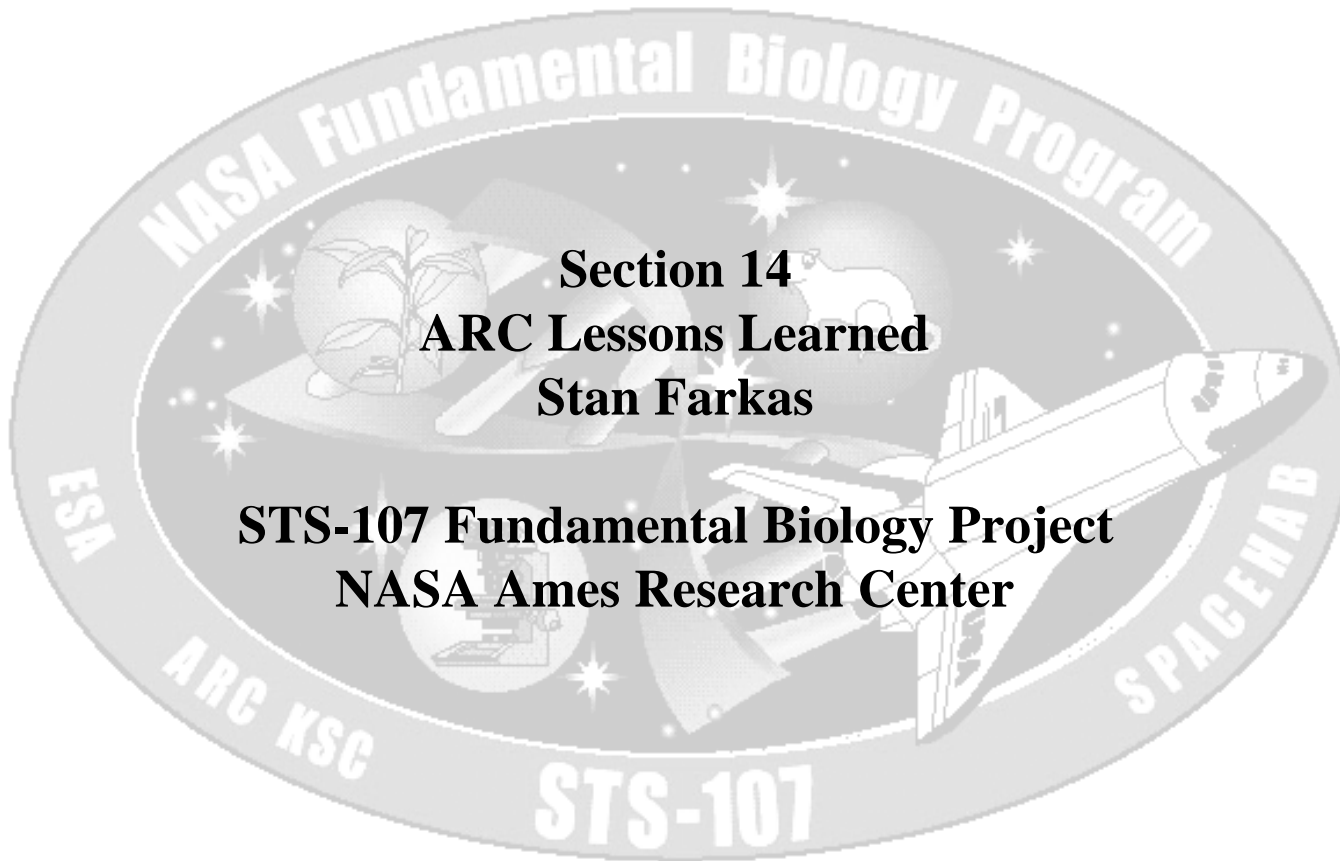 NASA Fundamental Biology Program
Section 14
ARC Lessons Learned
Stan Farkas
STS-107 Fundamental Biology Project
NASA Ames Research Center
ESA
ARC KSC
STS-107
SPACEHAB